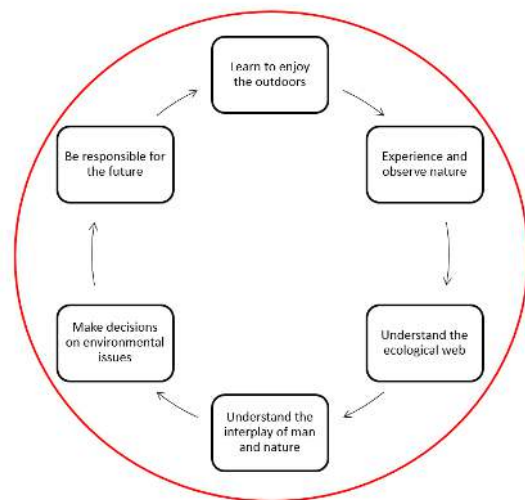 Learn to enjoy
the outdoors
Experience and
observe nature
Understand the
ecological web
Understand the
interplay of man
and nature
Make decisions
on environmental
issues
Be responsible for
the future